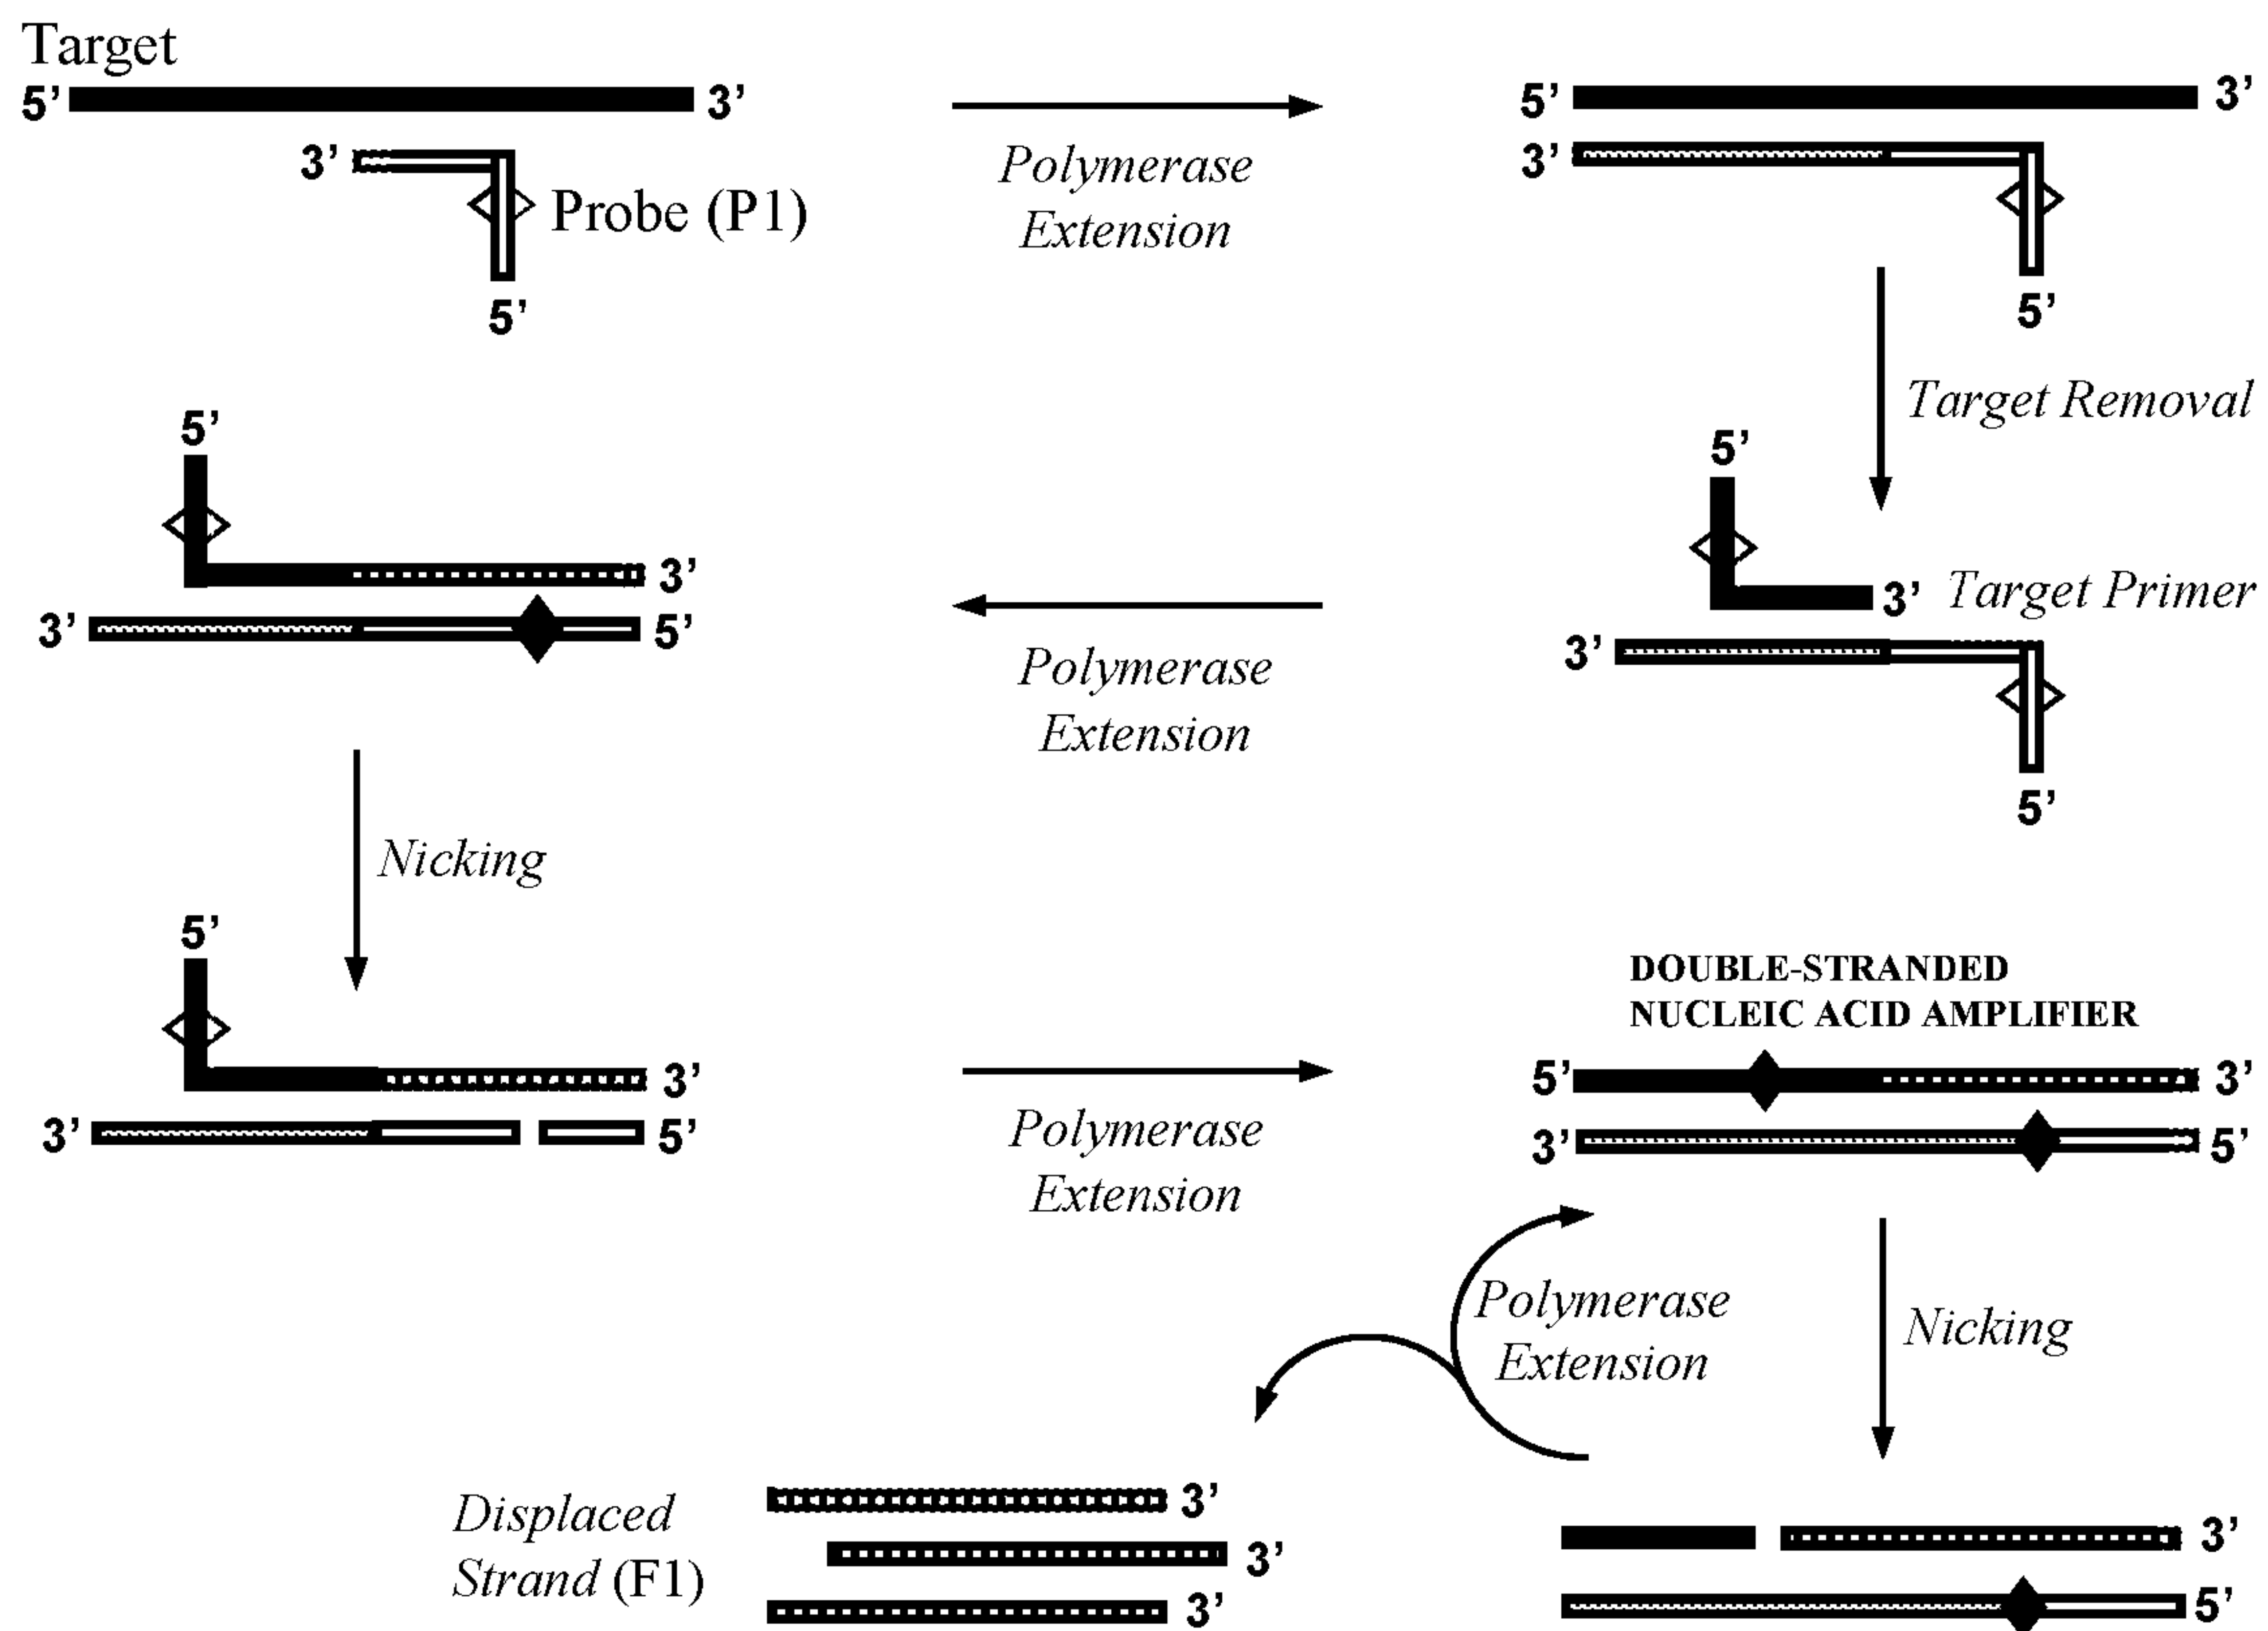 Target
5’ 3’ 5’ 3’
3’ Probe (P1) 3’
5’ 5’
Polymerase
Extension
Target Removal
5’
3’ Target Primer
3’
5’
Polymerase
Extension
5’
3’
3’ 5’
Nicking
5’
3’
3’ 5’
Polymerase
Extension
DOUBLE-STRANDED
NUCLEIC ACID AMPLIFIER
5’ 3’
3’ 5’
Polymerase
Extension
Nicking
3’
5’
Displaced
Strand (F1)
3’
3’
3’